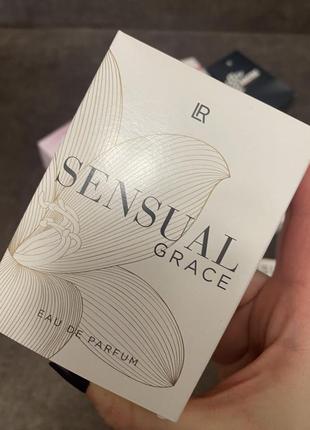 LR
SENSUAL
GRACE
EAU DE PARFUM